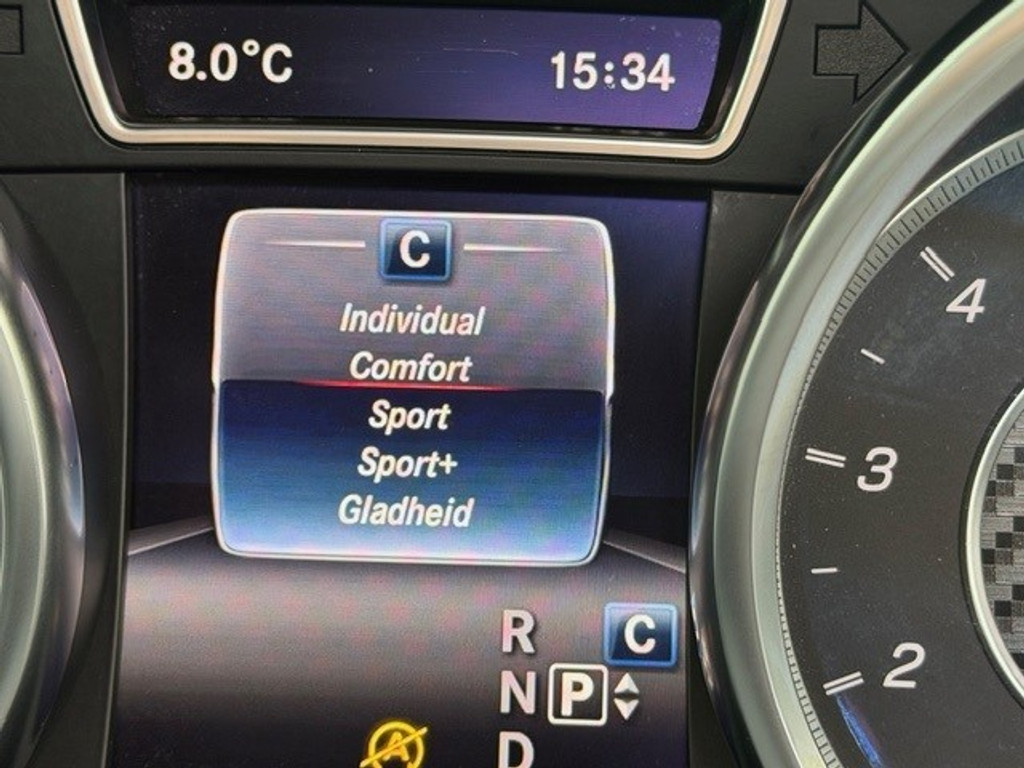 8.0°C 15:34
C
Individual
Comfort
Sport
Sport+
Gladheid
4
3
2
R C
N P
A D